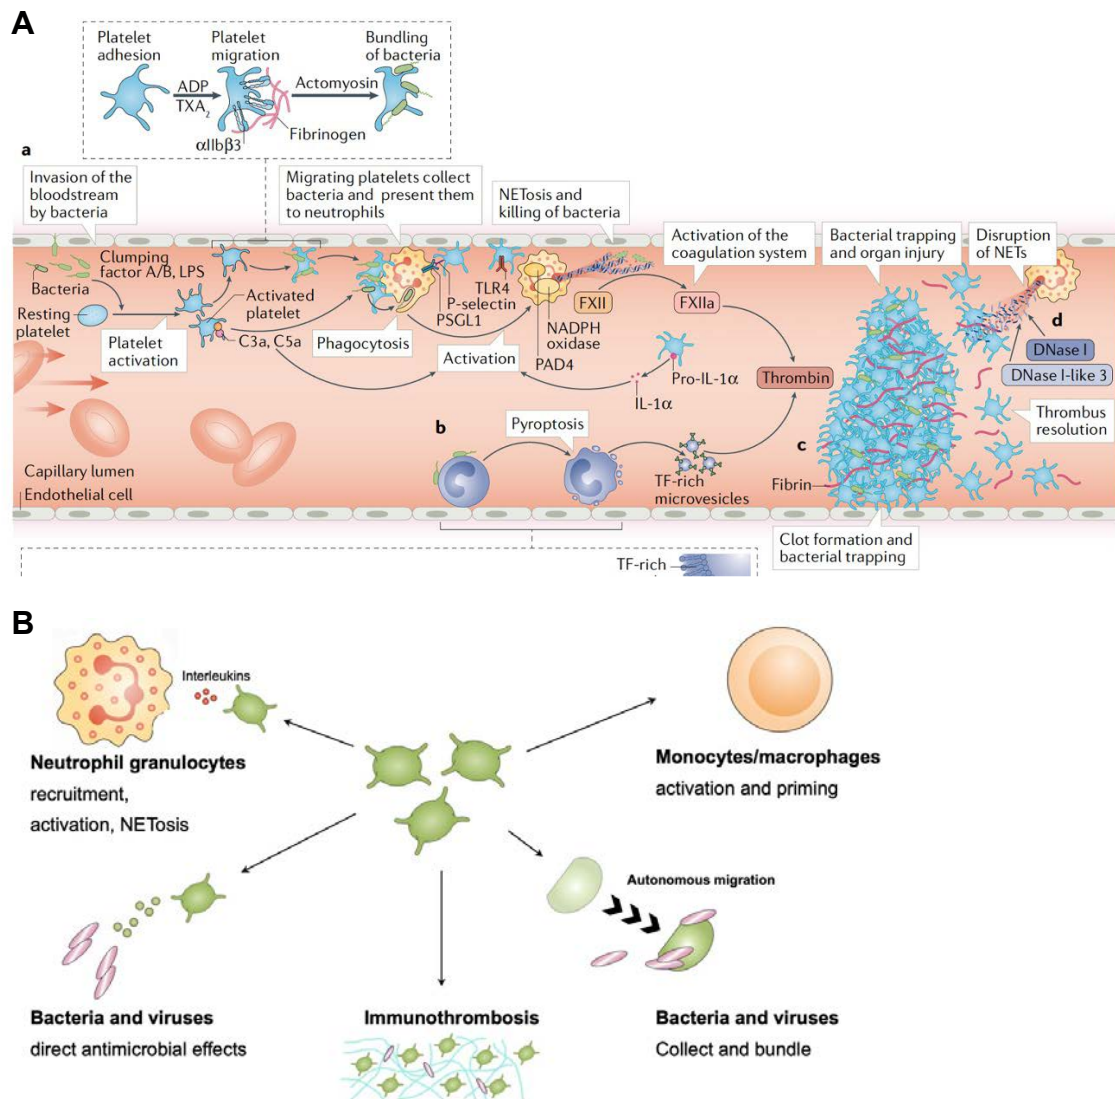 A
Platelet
adhesion
ADP
TXA₂
Platelet
migration
αIIbβ3
Fibrinogen
Actomyosin
Bundling
of bacteria
a
Invasion of the
bloodstream
by bacteria
Migrating platelets collect
bacteria and present them
to neutrophils
NETosis and
killing of bacteria
Activation of the
coagulation system
Bacterial trapping
and organ injury
Disruption
of NETs
Clumping
factor A/B, LPS
Bacteria
Resting
platelet
Platelet
activation
Activated
platelet
C3a, C5a
Phagocytosis
TLR4
P-selectin
PSGL1
Activation
FXII
NADPH
oxidase
PAD4
FXIIa
Pro-IL-1α
IL-1α
Thrombin
d
DNase I
DNase I-like 3
Thrombus
resolution
b
Pyroptosis
TF-rich
microvesicles
c
Fibrin
Capillary lumen
Endothelial cell
Clot formation and
bacterial trapping
TF-rich
B
Interleukins
Neutrophil granulocytes
recruitment,
activation, NETosis
Monocytes/macrophages
activation and priming
Autonomous migration
Bacteria and viruses
direct antimicrobial effects
Immunothrombosis
Bacteria and viruses
Collect and bundle